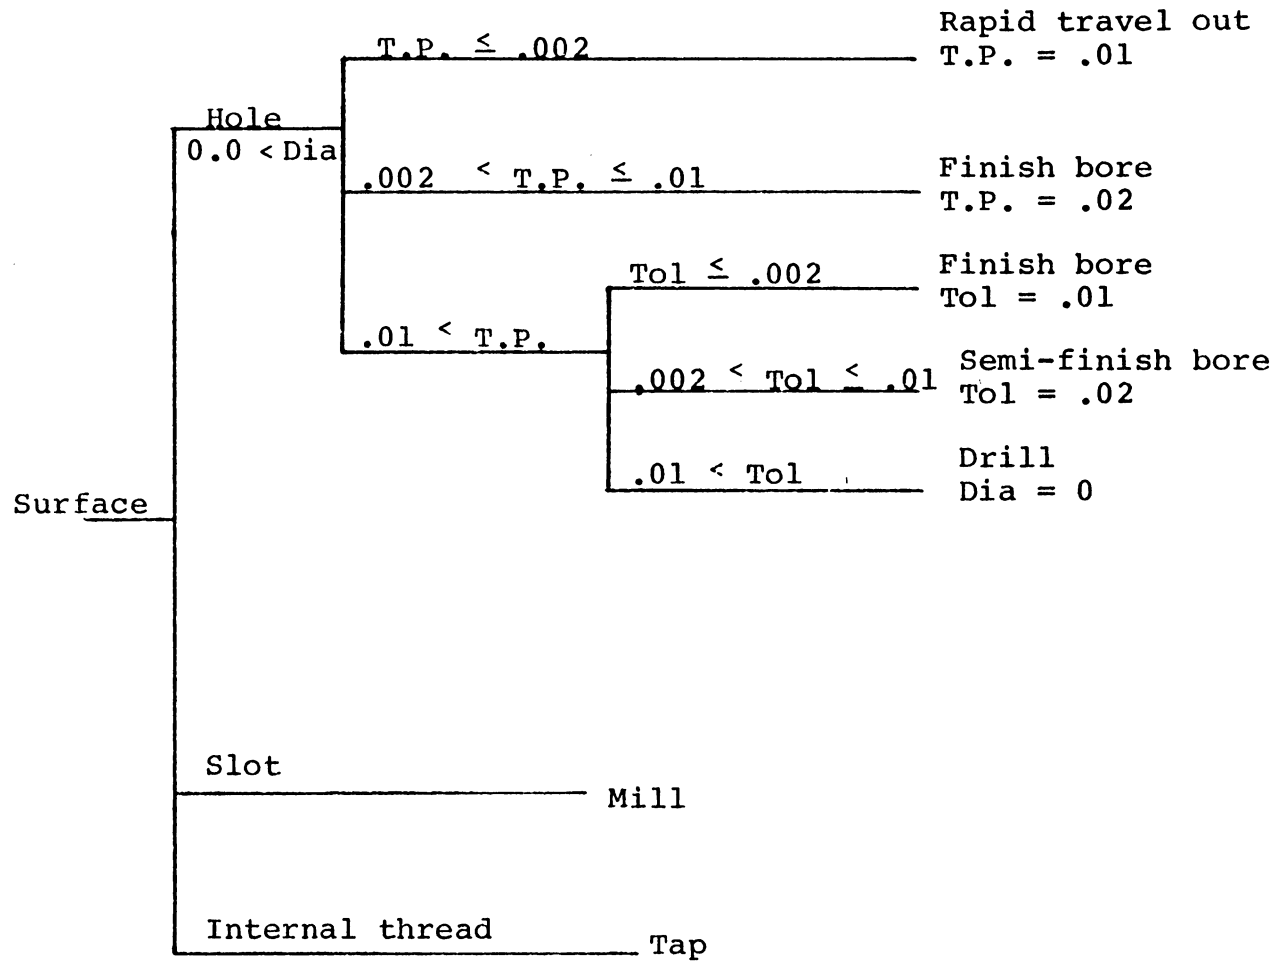 Rapid travel out
T.P. ≤ .002
T.P. = .01
Hole
0.0 < Dia
Finish bore
.002 < T.P. ≤ .01
T.P. = .02
Finish bore
Tol ≤ .002
Tol = .01
.01 < T.P.
Semi-finish bore
.002 < Tol ≤ .01
Tol = .02
Drill
.01 < Tol
Dia = 0
Surface
Slot
Mill
Internal thread
Tap